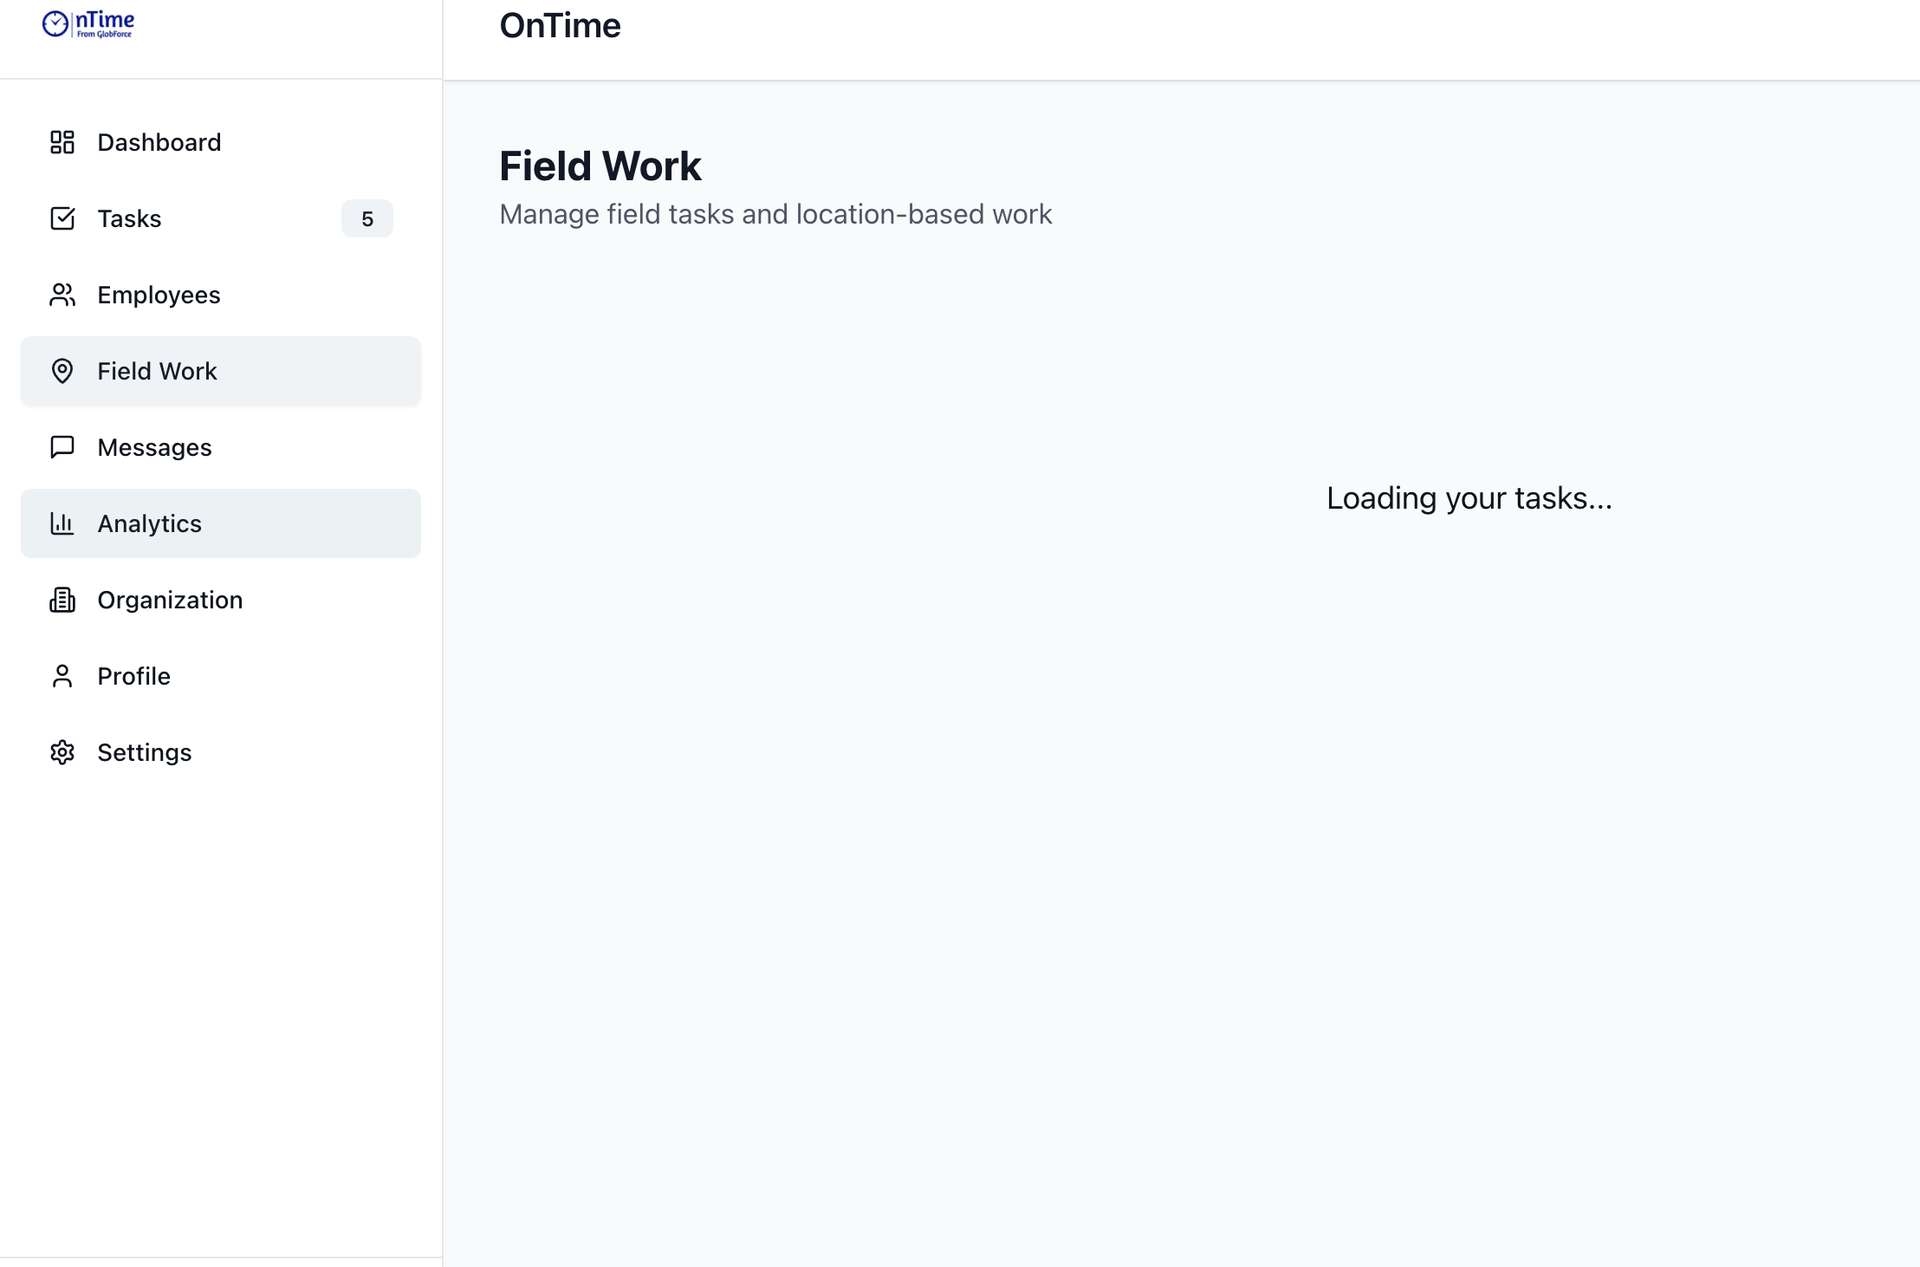 nTime
From GlobForce
OnTime
Dashboard
Tasks
5
Employees
Field Work
Messages
Analytics
Organization
Profile
Settings
Field Work
Manage field tasks and location-based work
Loading your tasks...